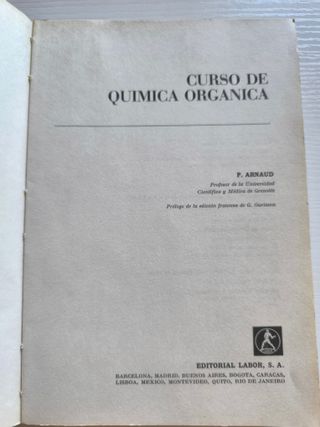 CURSO DE
QUIMICA ORGANICA
P. ARNAUD
Profesor de la Universidad
Científica y Médica de Grenoble
Prólogo de la edición francesa de G. Ourisson
EDITORIAL LABOR, S. A.
BARCELONA, MADRID, BUENOS AIRES, BOGOTA, CARACAS,
LISBOA, MEXICO, MONTEVIDEO, QUITO, RIO DE JANEIRO